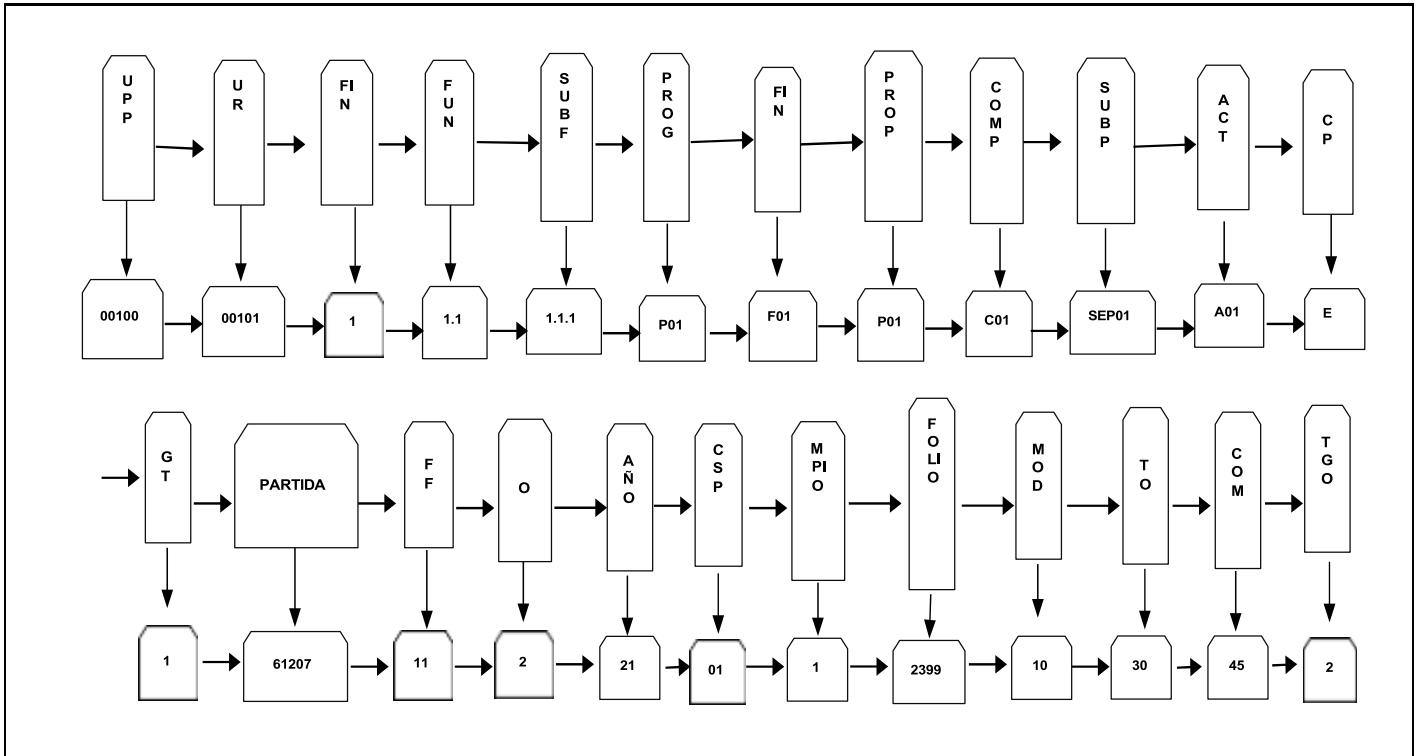 UPP UR FIN FUN SUBF PROG FIN PROP COMP SUBP ACT CP
00100 00101 1 1.1 1.1.1 P01 F01 P01 C01 SEP01 A01 E
GT PARTIDA FF O AÑO CSP MPIO FOLIO MOD TO COM TGO
1 61207 11 2 21 01 1 2399 10 30 45 2